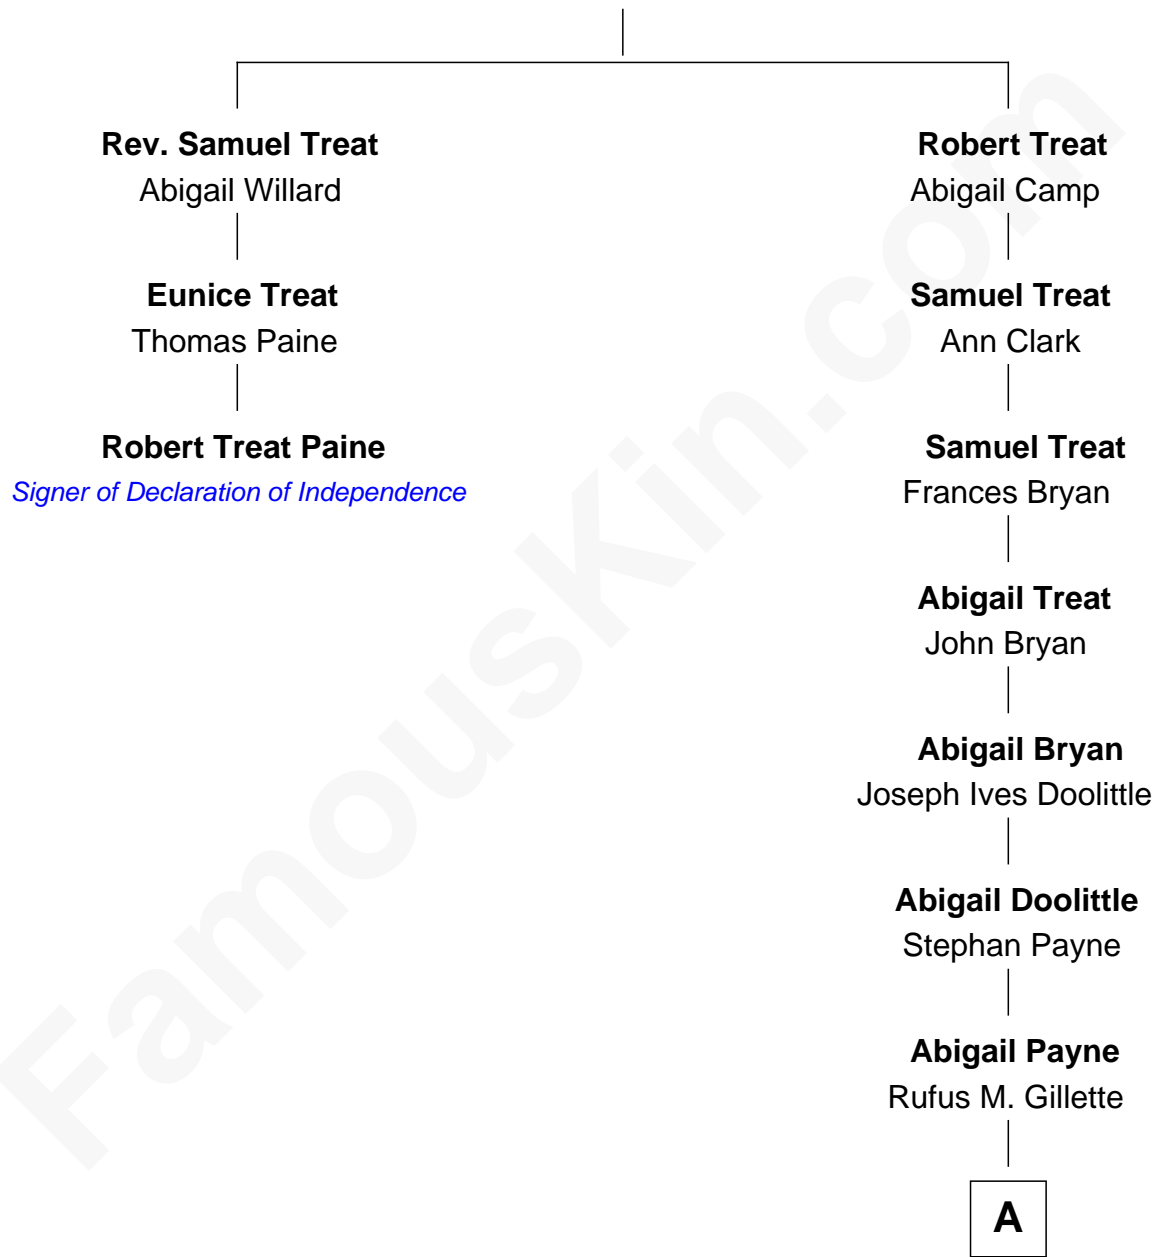 Rev. Samuel Treat
Abigail Willard
Eunice Treat
Thomas Paine
Robert Treat Paine
Signer of Declaration of Independence
Robert Treat
Abigail Camp
Samuel Treat
Ann Clark
Samuel Treat
Frances Bryan
Abigail Treat
John Bryan
Abigail Bryan
Joseph Ives Doolittle
Abigail Doolittle
Stephan Payne
Abigail Payne
Rufus M. Gillette
A
FamousKin.com